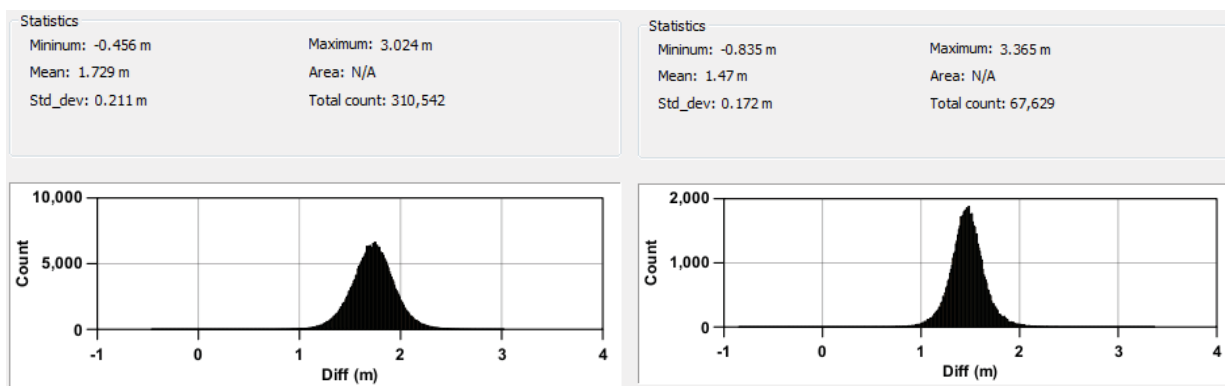 Statistics
Mininum: -0.456 m Maximum: 3.024 m
Mean: 1.729 m Area: N/A
Std_dev: 0.211 m Total count: 310,542
10,000
5,000
0
Count
-1 0 1 2 3 4
Diff (m)
Statistics
Mininum: -0.835 m Maximum: 3.365 m
Mean: 1.47 m Area: N/A
Std_dev: 0.172 m Total count: 67,629
2,000
1,000
0
Count
-1 0 1 2 3 4
Diff (m)